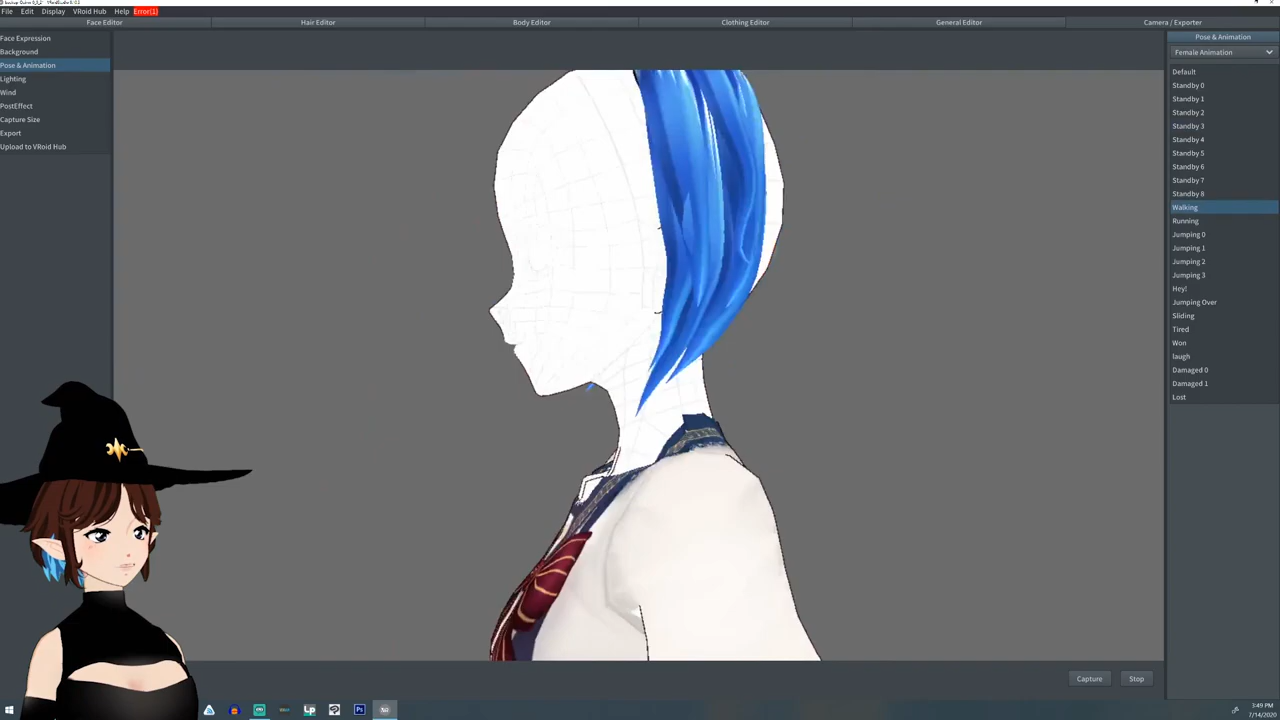 File Edit Display VRoid Hub Help Error(1)
Face Editor Hair Editor Body Editor Clothing Editor General Editor Camera / Exporter
Face Expression
Background
Pose & Animation
Lighting
Wind
PostEffect
Capture Size
Export
Upload to VRoid Hub
Pose & Animation
Female Animation
Default
Standby 0
Standby 1
Standby 2
Standby 3
Standby 4
Standby 5
Standby 6
Standby 7
Standby 8
Walking
Running
Jumping 0
Jumping 1
Jumping 2
Jumping 3
Hey!
Jumping Over
Sliding
Tired
Won
laugh
Damaged 0
Damaged 1
Lost
Capture Stop
Lp
Ps
3:49 PM
7/14/2020